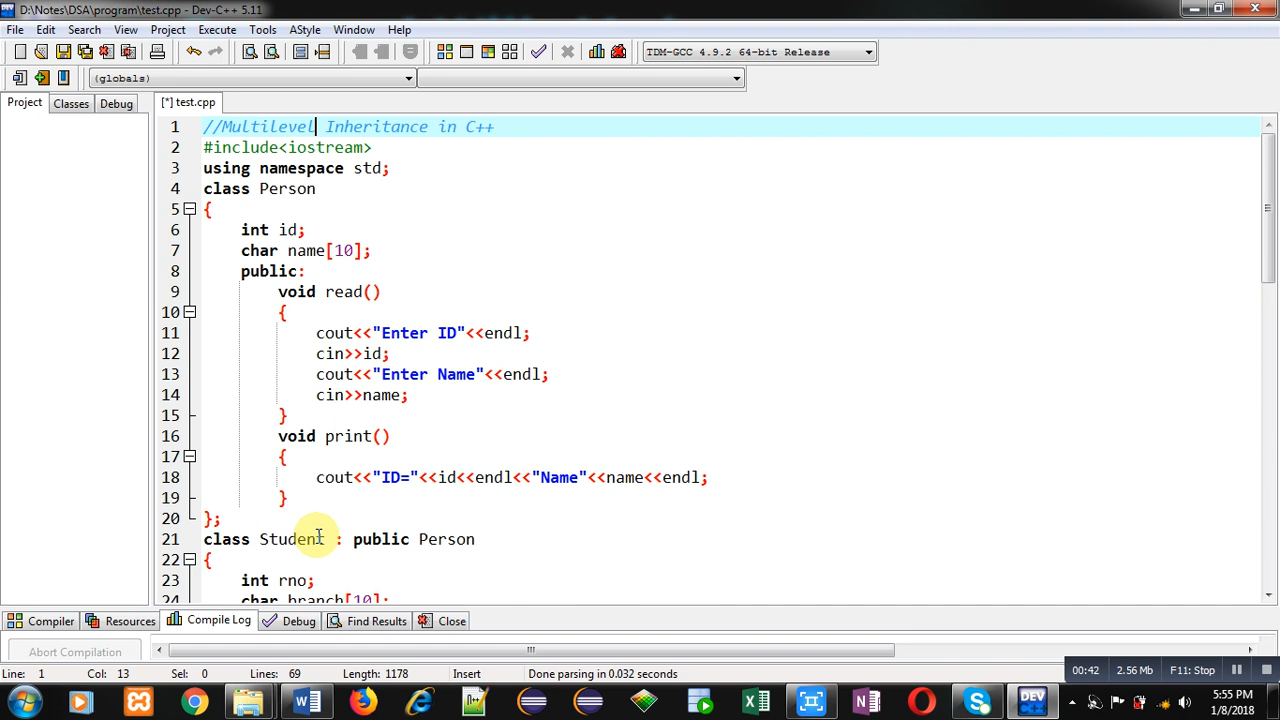 D:\Notes\DSA\program\test.cpp - Dev-C++ 5.11
File Edit Search View Project Execute Tools AStyle Window Help
TDM-GCC 4.9.2 64-bit Release
(globals)
Project Classes Debug [*] test.cpp
1 //Multilevel Inheritance in C++
2 #include<iostream>
3 using namespace std;
4 class Person
5 {
6 int id;
7 char name[10];
8 public:
9 void read()
10 {
11 cout<<"Enter ID"<<endl;
12 cin>>id;
13 cout<<"Enter Name"<<endl;
14 cin>>name;
15 }
16 void print()
17 {
18 cout<<"ID="<<id<<endl<<"Name"<<name<<endl;
19 }
20 };
21 class Student : public Person
22 {
23 int rno;
24 char branch[10];
Compiler Resources Compile Log Debug Find Results Close
Abort Compilation
Line: 1 Col: 13 Sel: 0 Lines: 69 Length: 1178 Insert Done parsing in 0.032 seconds
00:42 2.56 Mb F11: Stop
5:55 PM
1/8/2018